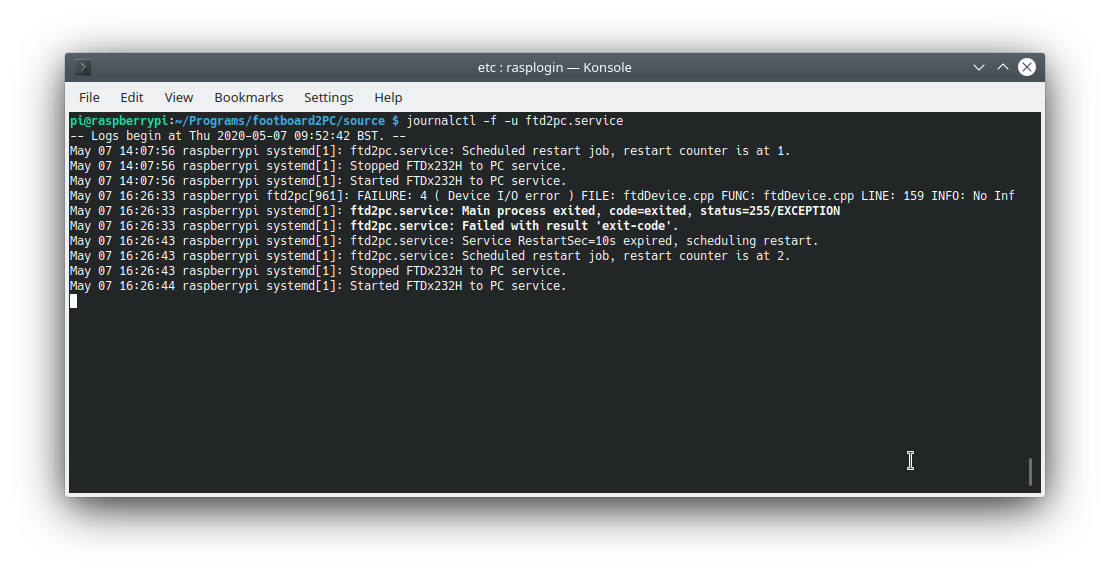 etc : rasplogin — Konsole
File Edit View Bookmarks Settings Help
pi@raspberrypi:~/Programs/footboard2PC/source $ journalctl -f -u ftd2pc.service
-- Logs begin at Thu 2020-05-07 09:52:42 BST. --
May 07 14:07:56 raspberrypi systemd[1]: ftd2pc.service: Scheduled restart job, restart counter is at 1.
May 07 14:07:56 raspberrypi systemd[1]: Stopped FTDx232H to PC service.
May 07 14:07:56 raspberrypi systemd[1]: Started FTDx232H to PC service.
May 07 16:26:33 raspberrypi ftd2pc[961]: FAILURE: 4 ( Device I/O error ) FILE: ftdDevice.cpp FUNC: ftdDevice.cpp LINE: 159 INFO: No Inf
May 07 16:26:33 raspberrypi systemd[1]: ftd2pc.service: Main process exited, code=exited, status=255/EXCEPTION
May 07 16:26:33 raspberrypi systemd[1]: ftd2pc.service: Failed with result 'exit-code'.
May 07 16:26:43 raspberrypi systemd[1]: ftd2pc.service: Service RestartSec=10s expired, scheduling restart.
May 07 16:26:43 raspberrypi systemd[1]: ftd2pc.service: Scheduled restart job, restart counter is at 2.
May 07 16:26:43 raspberrypi systemd[1]: Stopped FTDx232H to PC service.
May 07 16:26:44 raspberrypi systemd[1]: Started FTDx232H to PC service.